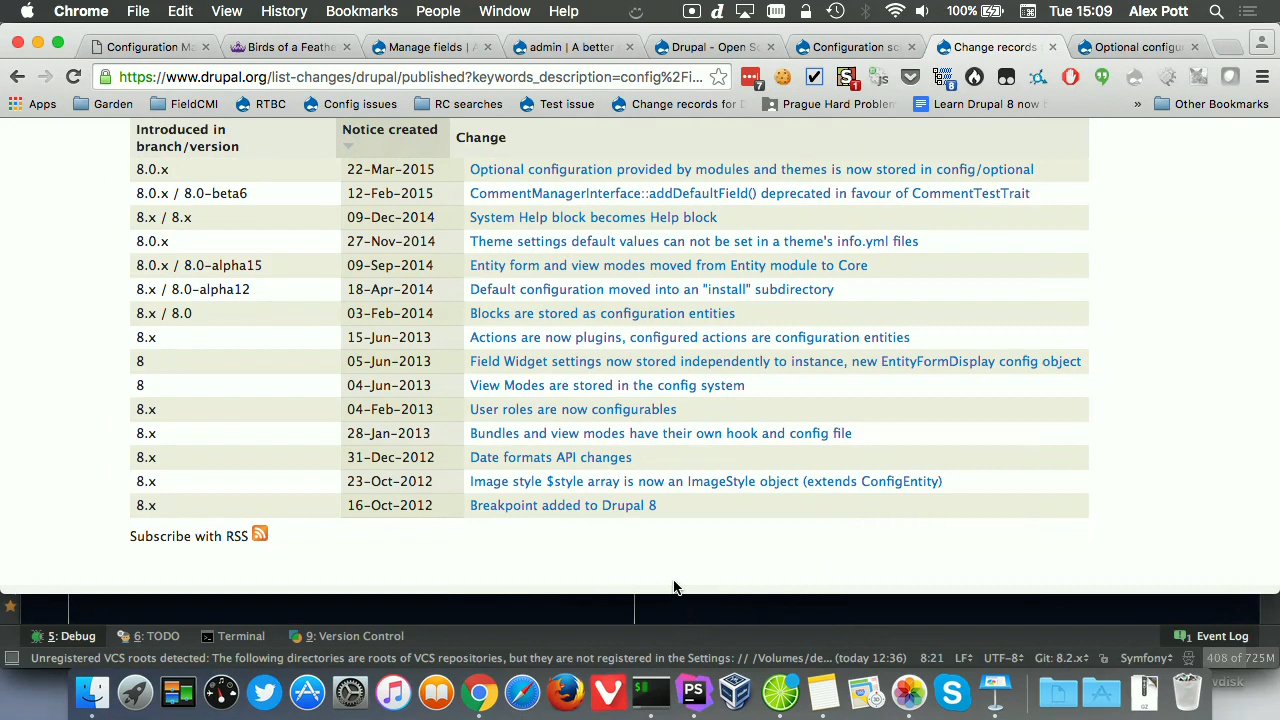 Chrome File Edit View History Bookmarks People Window Help 100% Tue 15:09 Alex Pott
Configuration Ma
Birds of a Feathe
Manage fields | A
admin | A better
Drupal - Open So
Configuration sc
Change records
Optional configu
https://www.drupal.org/list-changes/drupal/published?keywords_description=config%2Fi...
7
1
6
Apps Garden FieldCMI RTBC Config issues RC searches Test issue Change records for D Prague Hard Problem Learn Drupal 8 now » Other Bookmarks
Introduced in branch/version Notice created Change
8.0.x 22-Mar-2015 Optional configuration provided by modules and themes is now stored in config/optional
8.0.x / 8.0-beta6 12-Feb-2015 CommentManagerInterface::addDefaultField() deprecated in favour of CommentTestTrait
8.x / 8.x 09-Dec-2014 System Help block becomes Help block
8.0.x 27-Nov-2014 Theme settings default values can not be set in a theme's info.yml files
8.0.x / 8.0-alpha15 09-Sep-2014 Entity form and view modes moved from Entity module to Core
8.x / 8.0-alpha12 18-Apr-2014 Default configuration moved into an "install" subdirectory
8.x / 8.0 03-Feb-2014 Blocks are stored as configuration entities
8.x 15-Jun-2013 Actions are now plugins, configured actions are configuration entities
8 05-Jun-2013 Field Widget settings now stored independently to instance, new EntityFormDisplay config object
8 04-Jun-2013 View Modes are stored in the config system
8.x 04-Feb-2013 User roles are now configurables
8.x 28-Jan-2013 Bundles and view modes have their own hook and config file
8.x 31-Dec-2012 Date formats API changes
8.x 23-Oct-2012 Image style $style array is now an ImageStyle object (extends ConfigEntity)
8.x 16-Oct-2012 Breakpoint added to Drupal 8
Subscribe with RSS
5: Debug 6: TODO Terminal 9: Version Control 1 Event Log
Unregistered VCS roots detected: The following directories are roots of VCS repositories, but they are not registered in the Settings: // /Volumes/de... (today 12:36) 8:21 LF÷ UTF-8÷ Git: 8.2.x÷ Symfony÷ 408 of 725M
PS
wdisk